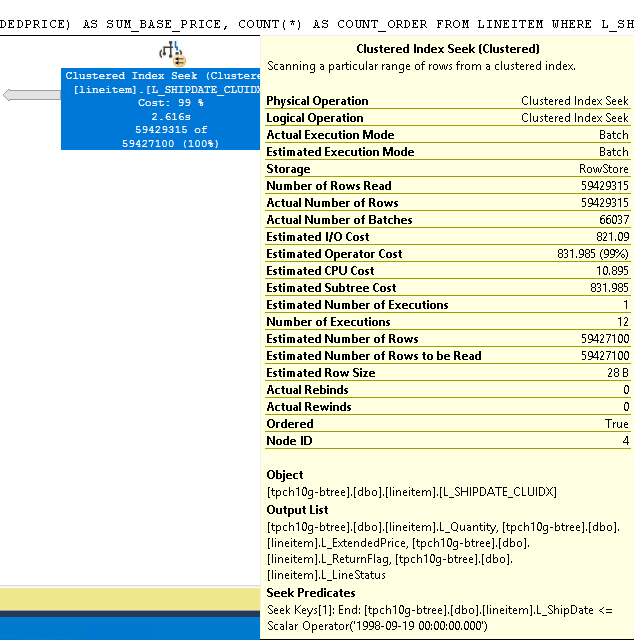 DEDPRICE) AS SUM_BASE_PRICE, COUNT(*) AS COUNT_ORDER FROM LINEITEM WHERE L_SH
Clustered Index Seek (Clustere
[lineitem].[L_SHIPDATE_CLUIDX
Cost: 99 %
2.616s
59429315 of
59427100 (100%)
Clustered Index Seek (Clustered)
Scanning a particular range of rows from a clustered index.
Physical Operation Clustered Index Seek
Logical Operation Clustered Index Seek
Actual Execution Mode Batch
Estimated Execution Mode Batch
Storage RowStore
Number of Rows Read 59429315
Actual Number of Rows 59429315
Actual Number of Batches 66037
Estimated I/O Cost 821.09
Estimated Operator Cost 831.985 (99%)
Estimated CPU Cost 10.895
Estimated Subtree Cost 831.985
Estimated Number of Executions 1
Number of Executions 12
Estimated Number of Rows 59427100
Estimated Number of Rows to be Read 59427100
Estimated Row Size 28 B
Actual Rebinds 0
Actual Rewinds 0
Ordered True
Node ID 4
Object
[tpch10g-btree].[dbo].[lineitem].[L_SHIPDATE_CLUIDX]
Output List
[tpch10g-btree].[dbo].[lineitem].L_Quantity, [tpch10g-btree].[dbo].
[lineitem].L_ExtendedPrice, [tpch10g-btree].[dbo].
[lineitem].L_ReturnFlag, [tpch10g-btree].[dbo].
[lineitem].L_LineStatus
Seek Predicates
Seek Keys[1]: End: [tpch10g-btree].[dbo].[lineitem].L_ShipDate <=
Scalar Operator('1998-09-19 00:00:00.000')